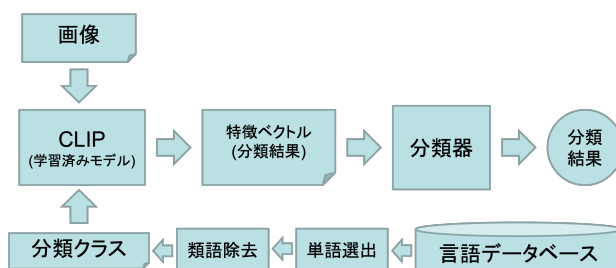 画像
CLIP
(学習済みモデル)
特徴ベクトル
(分類結果)
分類器
分類
結果
分類クラス
類語除去
単語選出
言語データベース